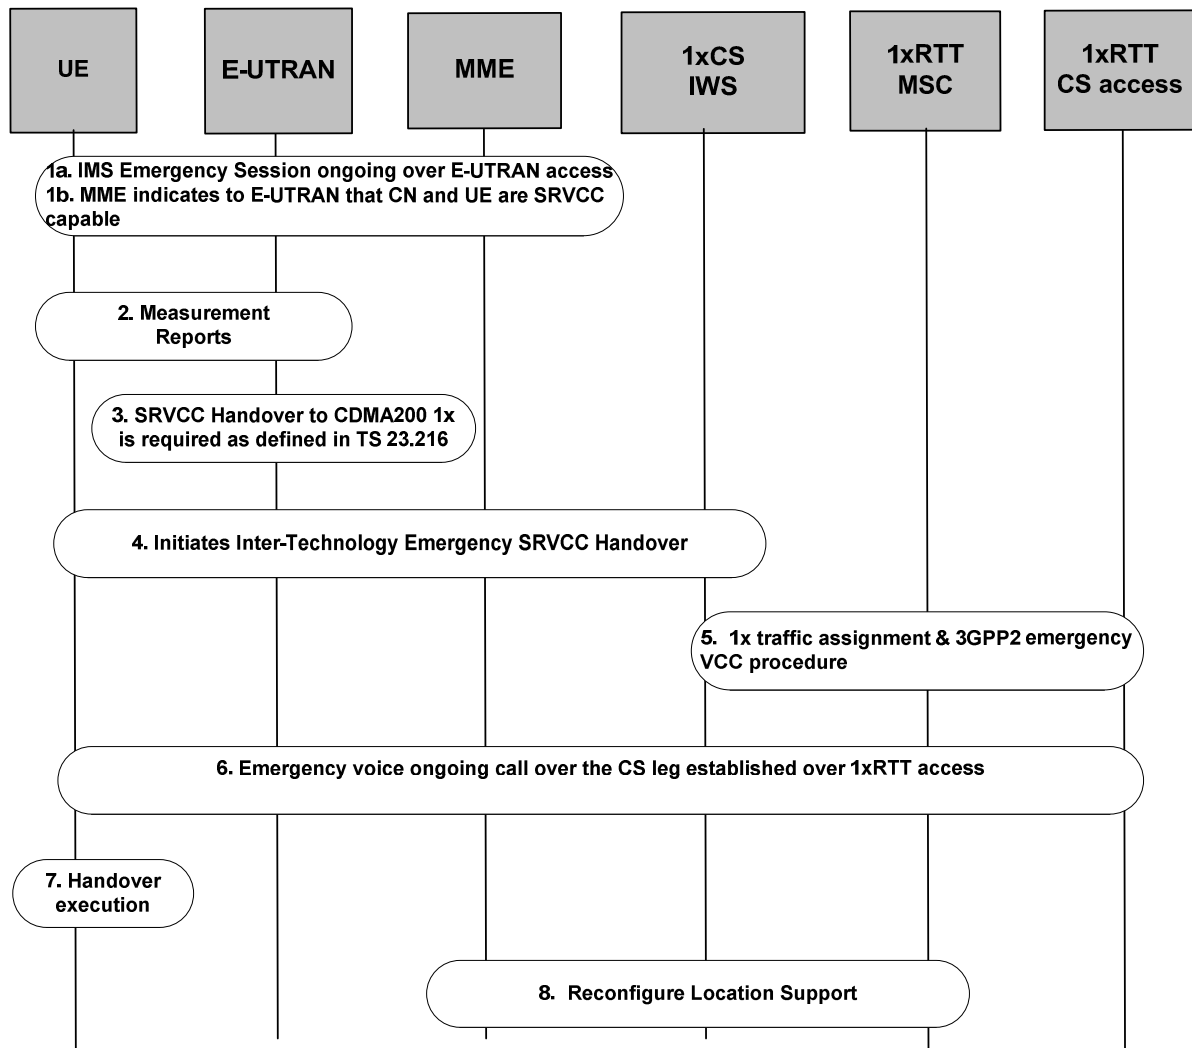 UE
E-UTRAN
MME
1xCS
IWS
1xRTT
MSC
1xRTT
CS access
1a. IMS Emergency Session ongoing over E-UTRAN access
1b. MME indicates to E-UTRAN that CN and UE are SRVCC
capable
2. Measurement
Reports
3. SRVCC Handover to CDMA200 1x
is required as defined in TS 23.216
4. Initiates Inter-Technology Emergency SRVCC Handover
5. 1x traffic assignment & 3GPP2 emergency
VCC procedure
6. Emergency voice ongoing call over the CS leg established over 1xRTT access
7. Handover
execution
8. Reconfigure Location Support